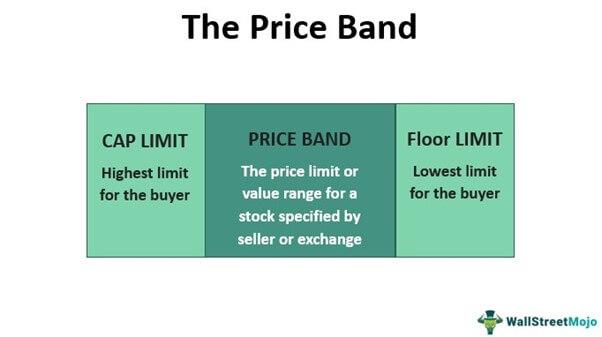 The Price Band
CAP LIMIT
Highest limit
for the buyer
PRICE BAND
The price limit or
value range for a
stock specified by
seller or exchange
Floor LIMIT
Lowest limit
for the buyer
WallStreetMojo